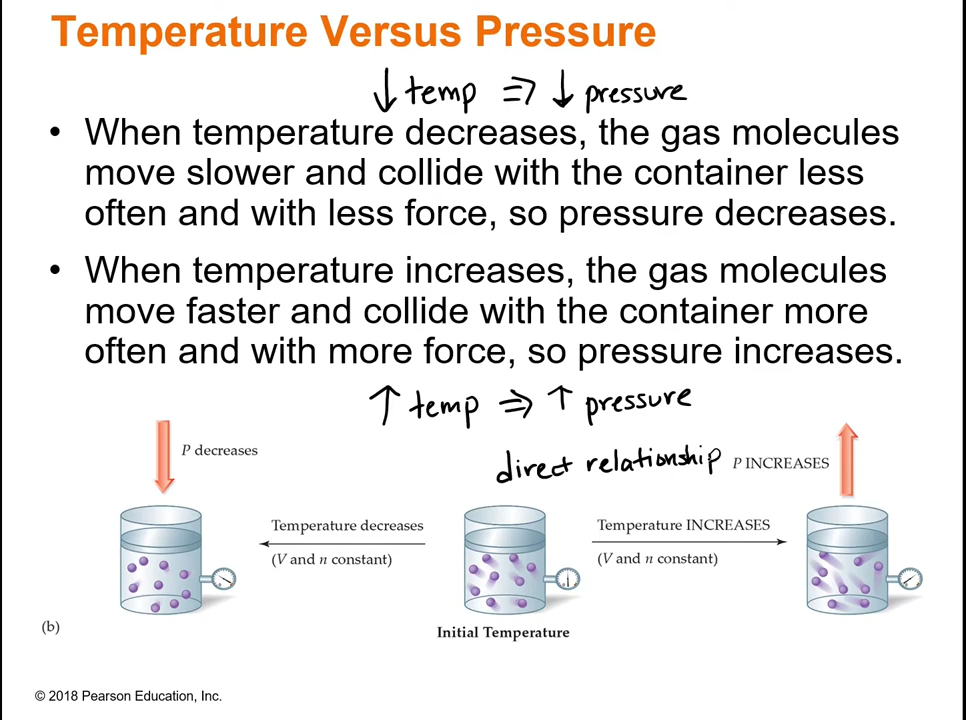 Temperature Versus Pressure
↓ temp ⇒ ↓ pressure
• When temperature decreases, the gas molecules
move slower and collide with the container less
often and with less force, so pressure decreases.
• When temperature increases, the gas molecules
move faster and collide with the container more
often and with more force, so pressure increases.
↑ temp ⇒ ↑ pressure
P decreases
direct relationship
P INCREASES
Temperature decreases
(V and n constant)
Temperature INCREASES
(V and n constant)
(b)
Initial Temperature
© 2018 Pearson Education, Inc.